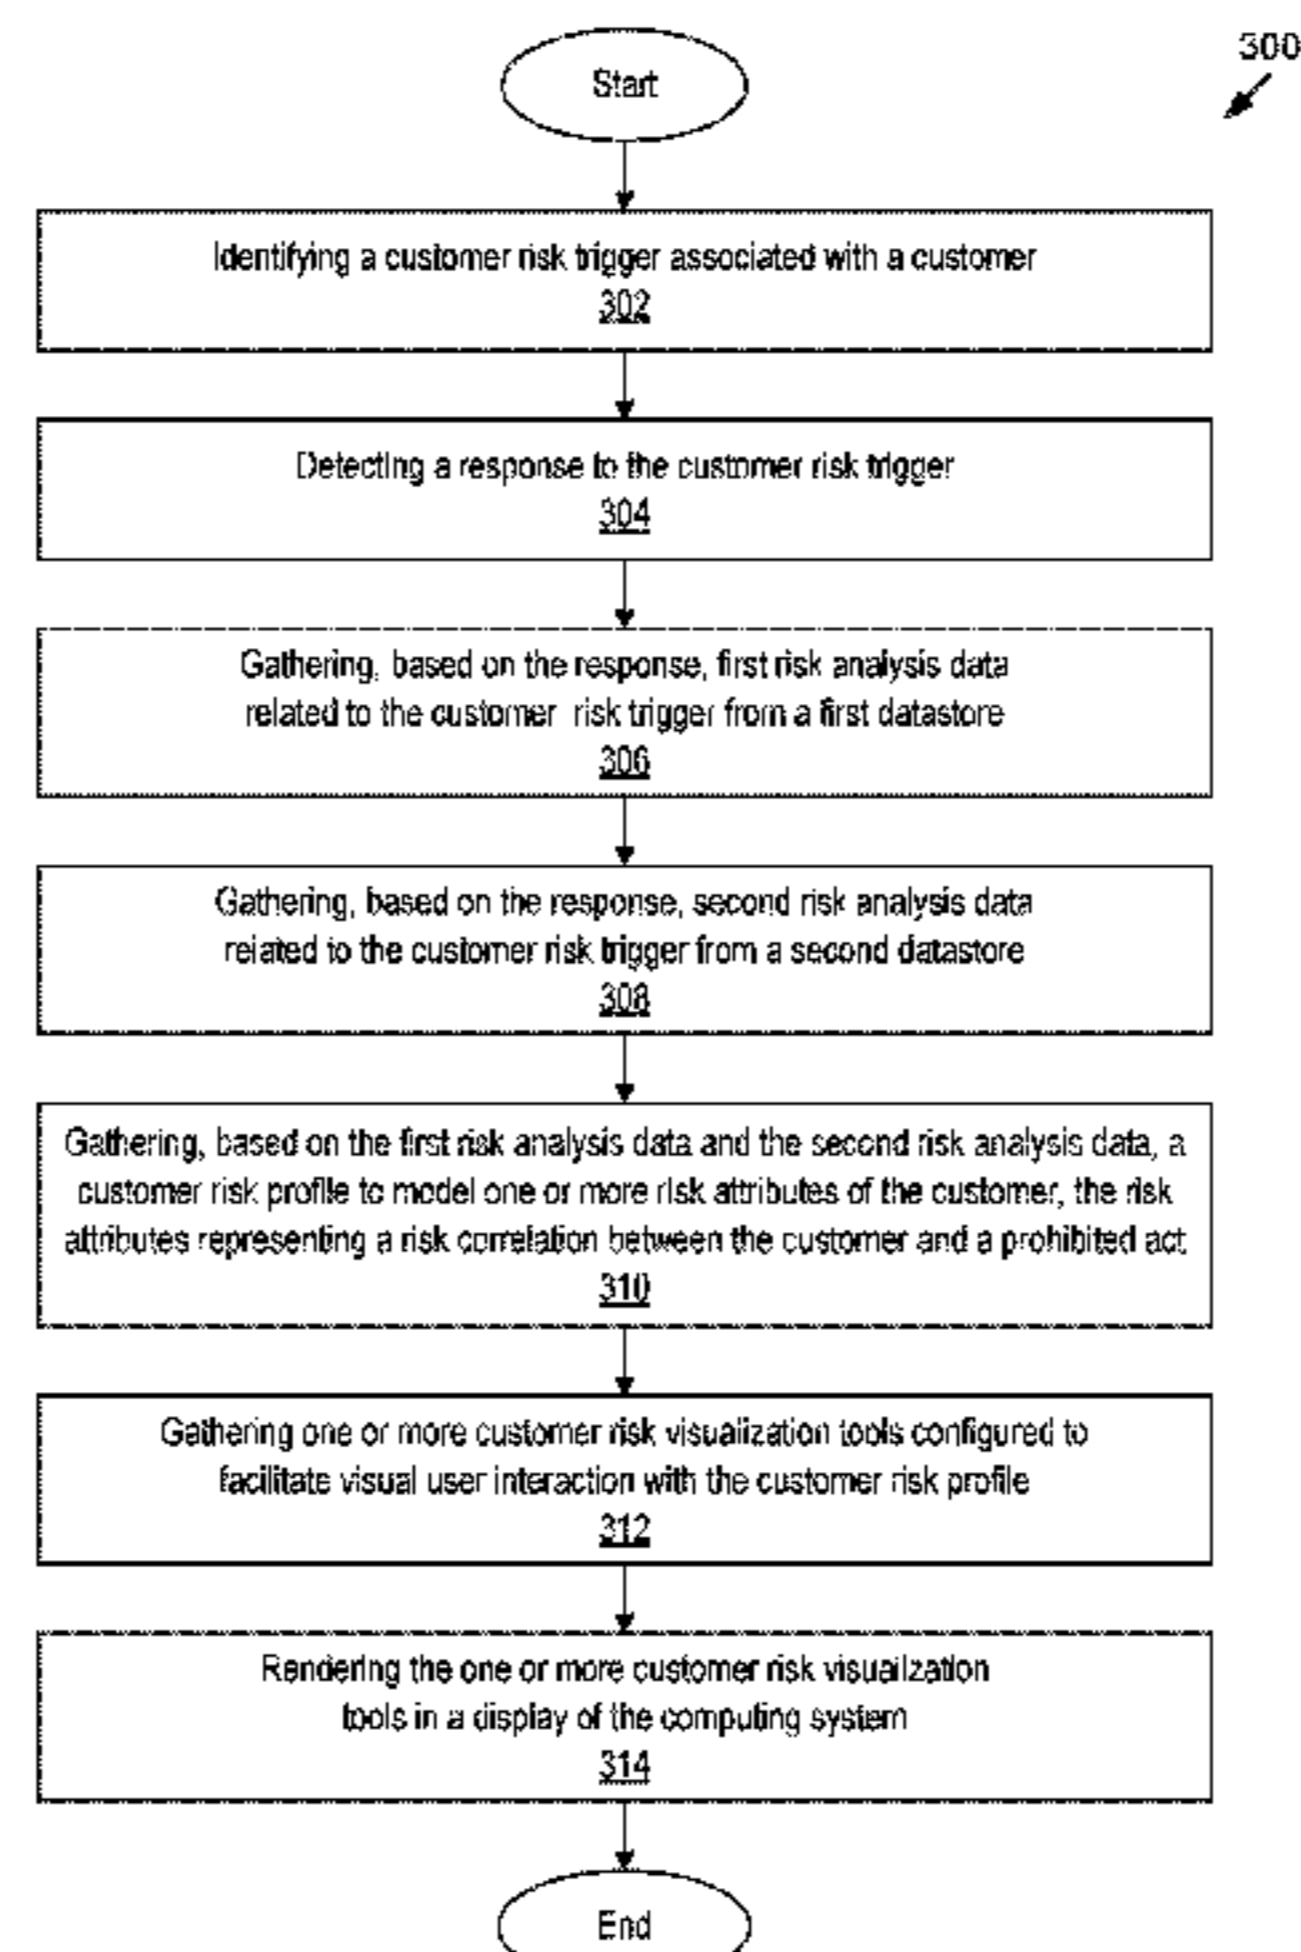 300
Start
Identifying a customer risk trigger associated with a customer
302
Detecting a response to the customer risk trigger
304
Gathering, based on the response, first risk analysis data
related to the customer risk trigger from a first datastore
306
Gathering, based on the response, second risk analysis data
related to the customer risk trigger from a second datastore
308
Gathering, based on the first risk analysis data and the second risk analysis data, a
customer risk profile to model one or more risk attributes of the customer, the risk
attributes representing a risk correlation between the customer and a prohibited act
310
Gathering one or more customer risk visualization tools configured to
facilitate visual user interaction with the customer risk profile
312
Rendering the one or more customer risk visualization
tools in a display of the computing system
314
End